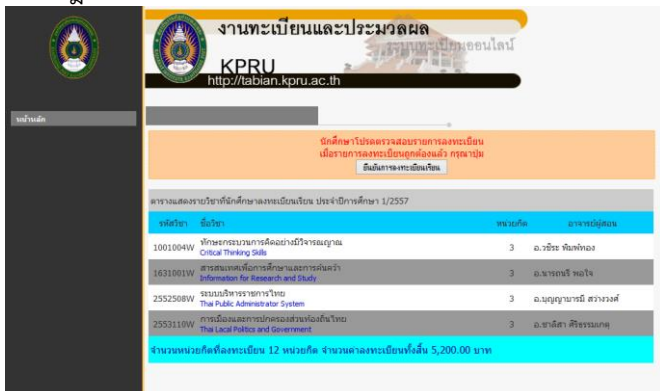 งานทะเบียนและประมวลผล
ระบบทะเบียนออนไลน์
KPRU
http://tabian.kpru.ac.th
หน้าหลัก
นักศึกษาโปรดตรวจสอบรายการลงทะเบียน
เมื่อรายการลงทะเบียนถูกต้องแล้ว กรุณาปุ่ม
ยืนยันการลงทะเบียนเรียน
ตารางแสดงรายวิชาที่นักศึกษาลงทะเบียนเรียน ประจำปีการศึกษา 1/2557
รหัสวิชา ชื่อวิชา หน่วยกิต อาจารย์ผู้สอน
1001004W ทักษะกระบวนการคิดอย่างมีวิจารณญาณ 3 อ.วชิระ พิมพ์ทอง
Critical Thinking Skills
1631001W สารสนเทศเพื่อการศึกษาและการค้นคว้า 3 อ.นารถนรี พอใจ
Information for Research and Study
2552508W ระบบบริหารราชการไทย 3 อ.บุญญาบารมี สว่างวงศ์
Thai Public Administrator System
2553110W การเมืองและการปกครองส่วนท้องถิ่นไทย 3 อ.ชาลิสา ศิริธรรมเกตุ
Thai Local Politics and Government
จำนวนหน่วยกิตที่ลงทะเบียน 12 หน่วยกิต จำนวนค่าลงทะเบียนทั้งสิ้น 5,200.00 บาท